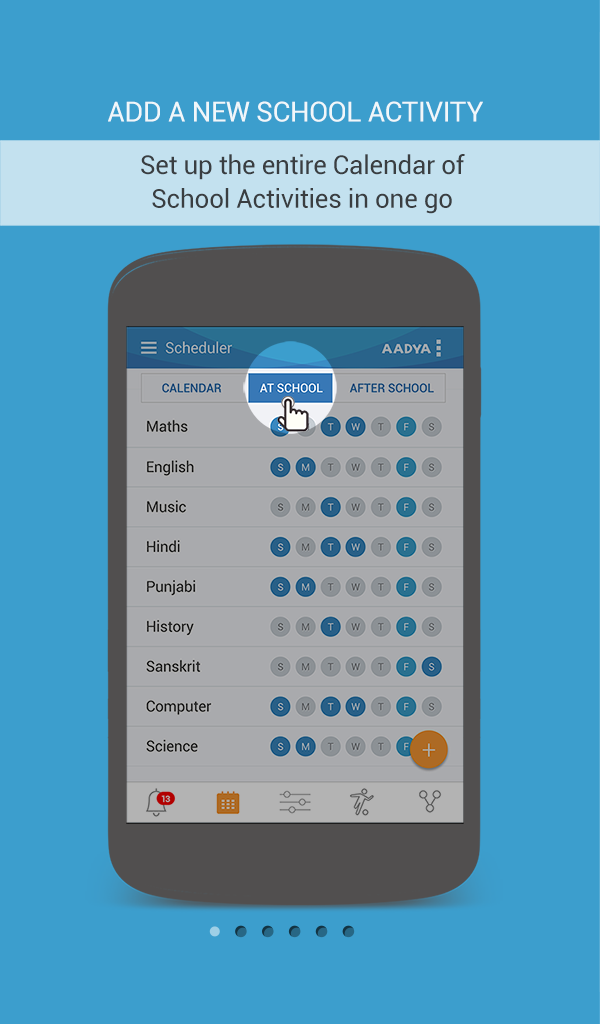 ADD A NEW SCHOOL ACTIVITY
Set up the entire Calendar of
School Activities in one go
Scheduler AADYA
CALENDAR AT SCHOOL AFTER SCHOOL
Maths S T W T F S
English S M T W T F S
Music S M T W T F S
Hindi S M T W T F S
Punjabi S M T W T F S
History S M T W T F S
Sanskrit S M T W T F S
Computer S M T W T F S
Science S M T W T F +
13